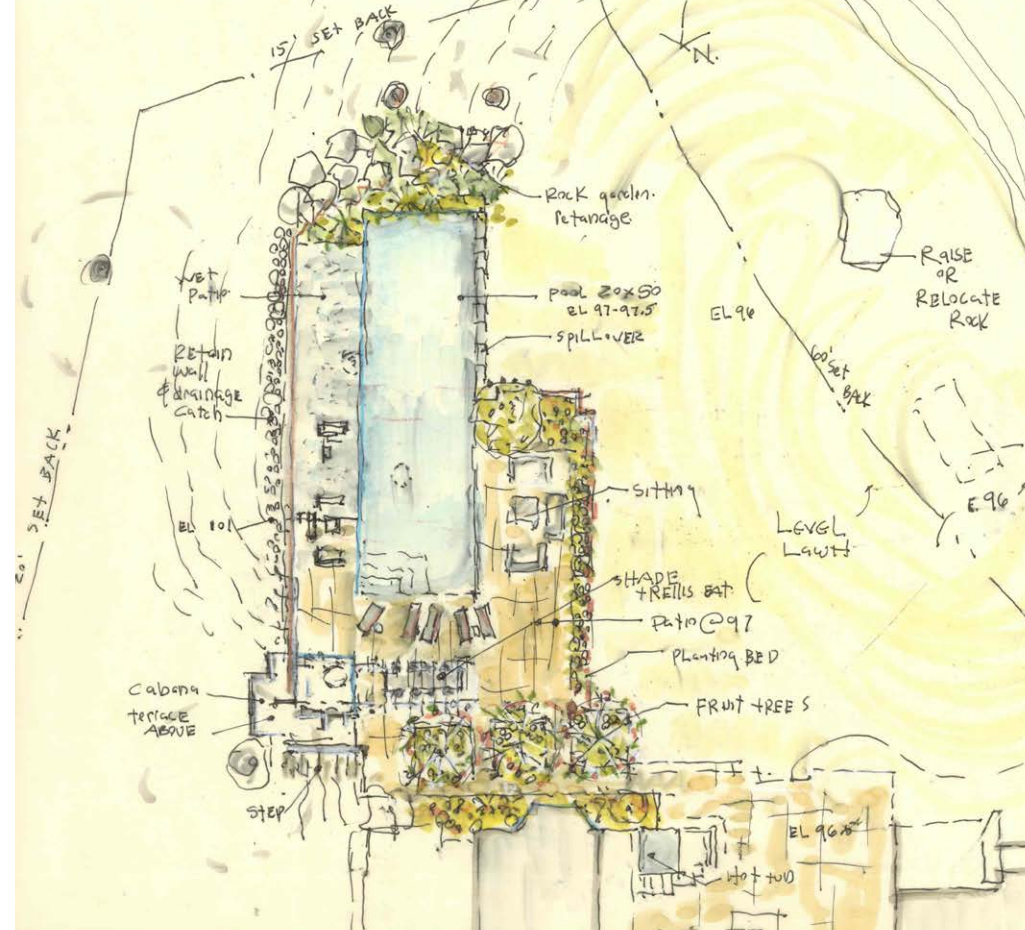 15' SET BACK
N.
Rock garden.
Retanage
RAISE
OR
RELOCATE
ROCK
WET
Patio
Pool 20x50
EL 97-97.5
EL 96
SPILLOVER
60' Set
BACK
Retain
Wall
& drainage
Catch
SET BACK
20'
EL 101
SITTING
E. 96
LEVEL
LAWN
SHADE
TRELLIS EAT
Patio @ 97
Planting BED
Cabana
terrace
ABOVE
FRUIT TREES
STEP
EL 96.5
Hot tub